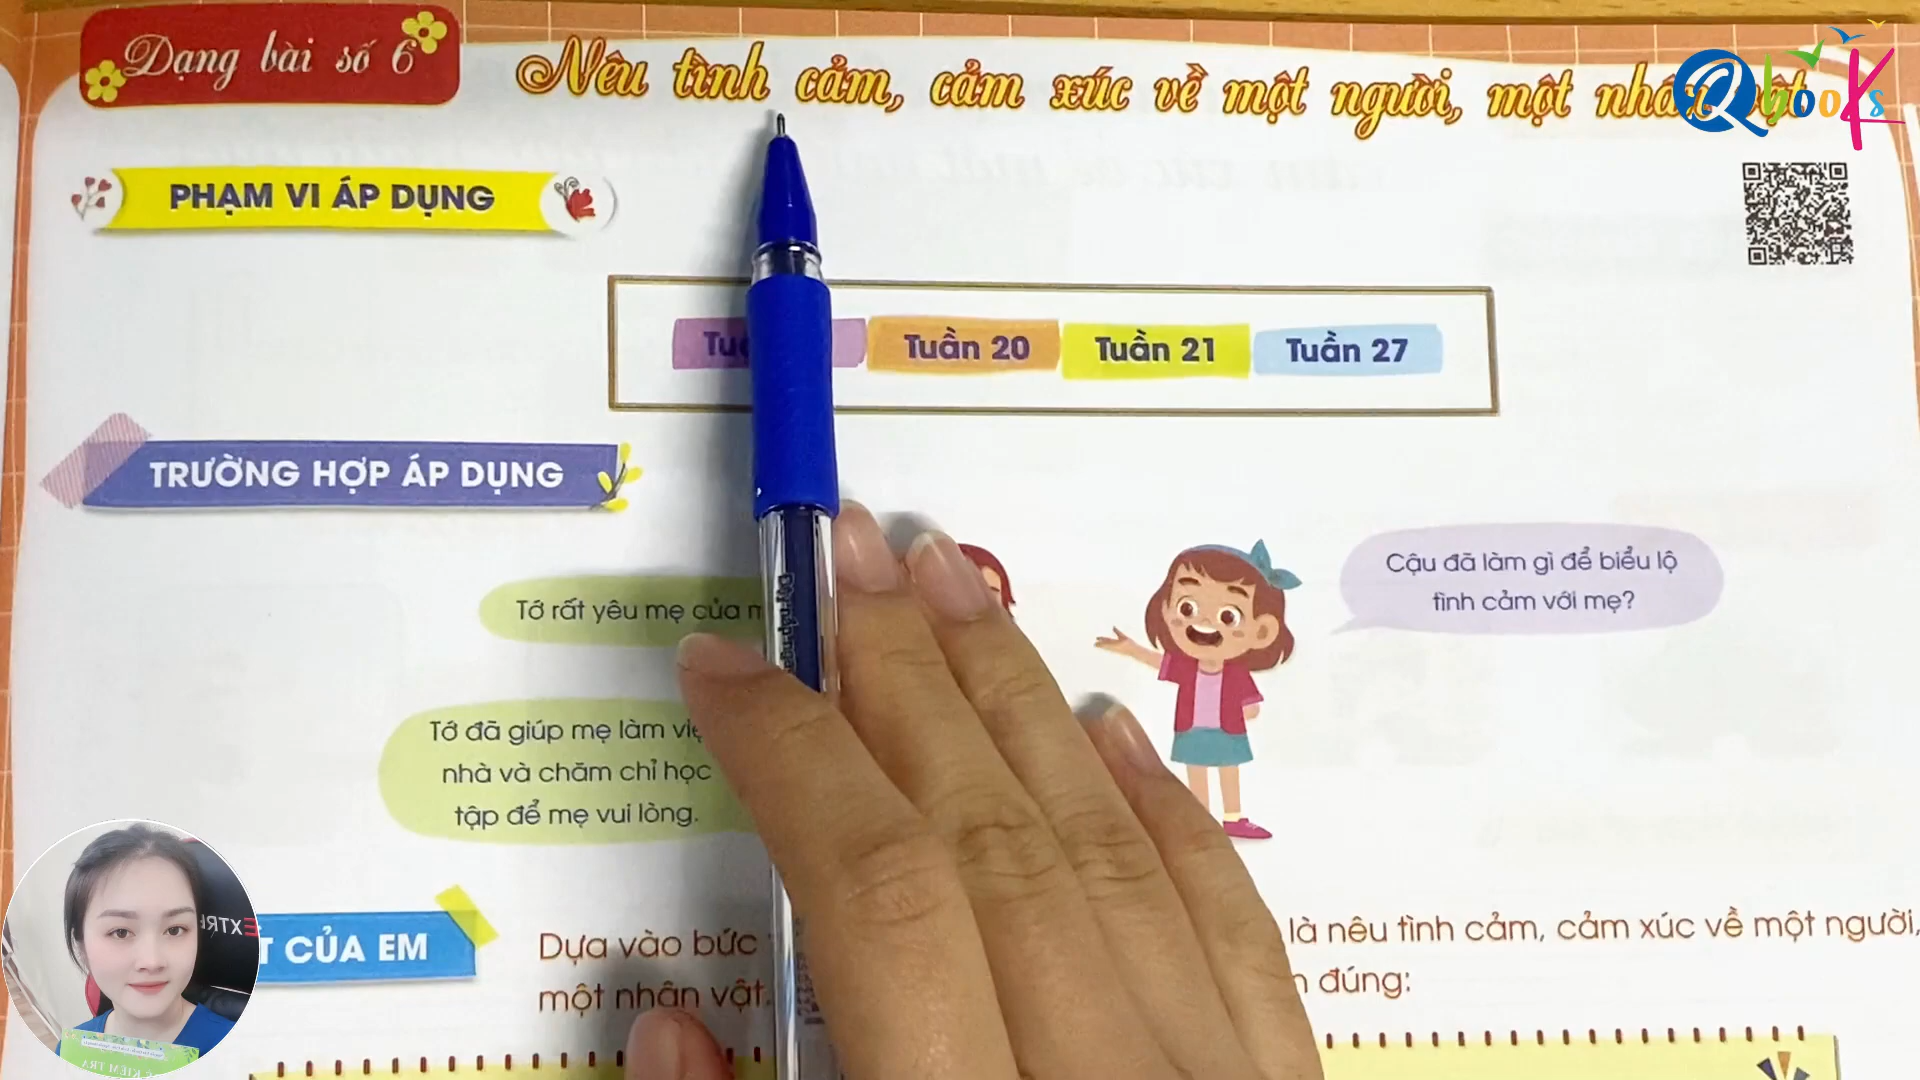 Dạng bài số 6
Nêu tình cảm, cảm xúc về một người, một nhân vật
Qbooks
PHẠM VI ÁP DỤNG
Tuần 20 Tuần 21 Tuần 27
TRƯỜNG HỢP ÁP DỤNG
Cậu đã làm gì để biểu lộ
tình cảm với mẹ?
Tớ rất yêu mẹ của
Tớ đã giúp mẹ làm
nhà và chăm chỉ học
tập để mẹ vui lòng.
CỦA EM
Dựa vào bức là nêu tình cảm, cảm xúc về một người,
một nhân vật. đúng: